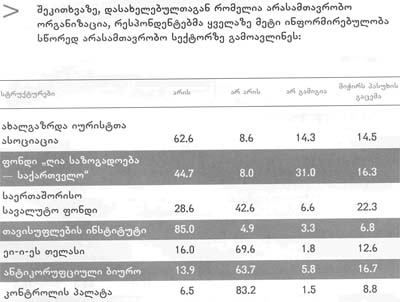 > შეკითხვაზე, დასახელებულთაგან რომელია არასამთავრობო
ორგანიზაცია, რესპონდენტებმა ყველაზე მეტი ინფორმირებულობა
სწორედ არასამთავრობო სექტორზე გამოავლინეს:
სტრუქტურები არის არ არის არ გამიგია მიჭირს პასუხის
გაცემა
ახალგაზრდა იურისტთა
ასოციაცია 62.6 8.6 14.3 14.5
ფონდი „ღია საზოგადოება
— საქართველო“ 44.7 8.0 31.0 16.3
საერთაშორისო
სავალუტო ფონდი 28.6 42.6 6.6 22.3
თავისუფლების ინსტიტუტი 85.0 4.9 3.3 6.8
ეი-ი-ეს თელასი 16.0 69.6 1.8 12.6
ანტიკორუფციული ბიურო 13.9 63.7 5.8 16.7
კონტროლის პალატა 6.5 83.2 1.5 8.8